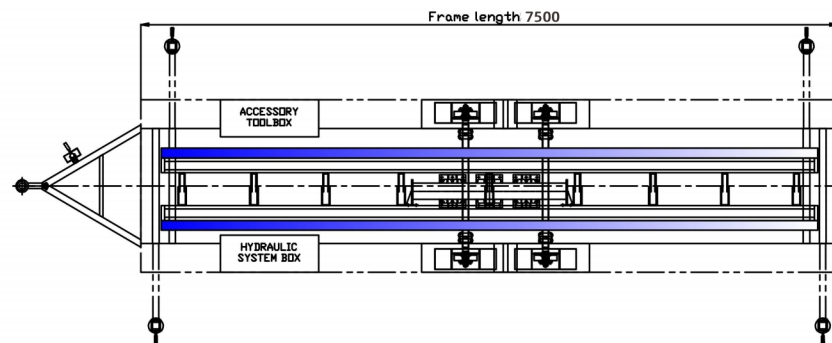 Frame length 7500
ACCESSORY
TOOLBOX
HYDRAULIC
SYSTEM BOX